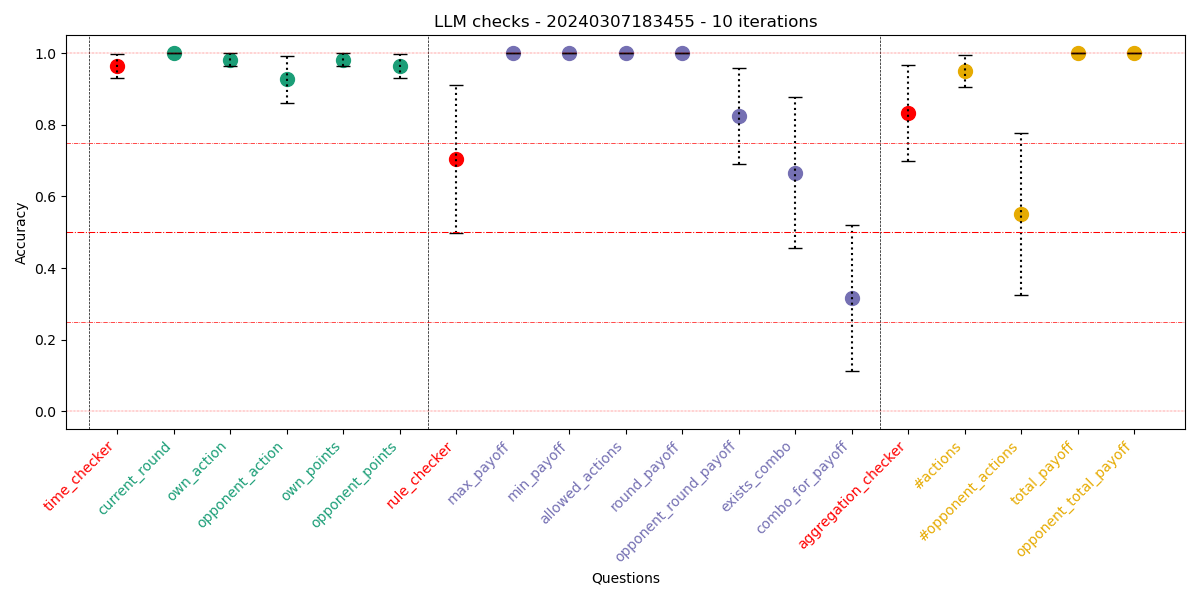 LLM checks - 20240307183455 - 10 iterations
Accuracy
1.0
0.8
0.6
0.4
0.2
0.0
time_checker
current_round
own_action
opponent_action
own_points
opponent_points
rule_checker
max_payoff
min_payoff
allowed_actions
round_payoff
opponent_round_payoff
exists_combo
combo_for_payoff
aggregation_checker
#actions
#opponent_actions
total_payoff
opponent_total_payoff
Questions